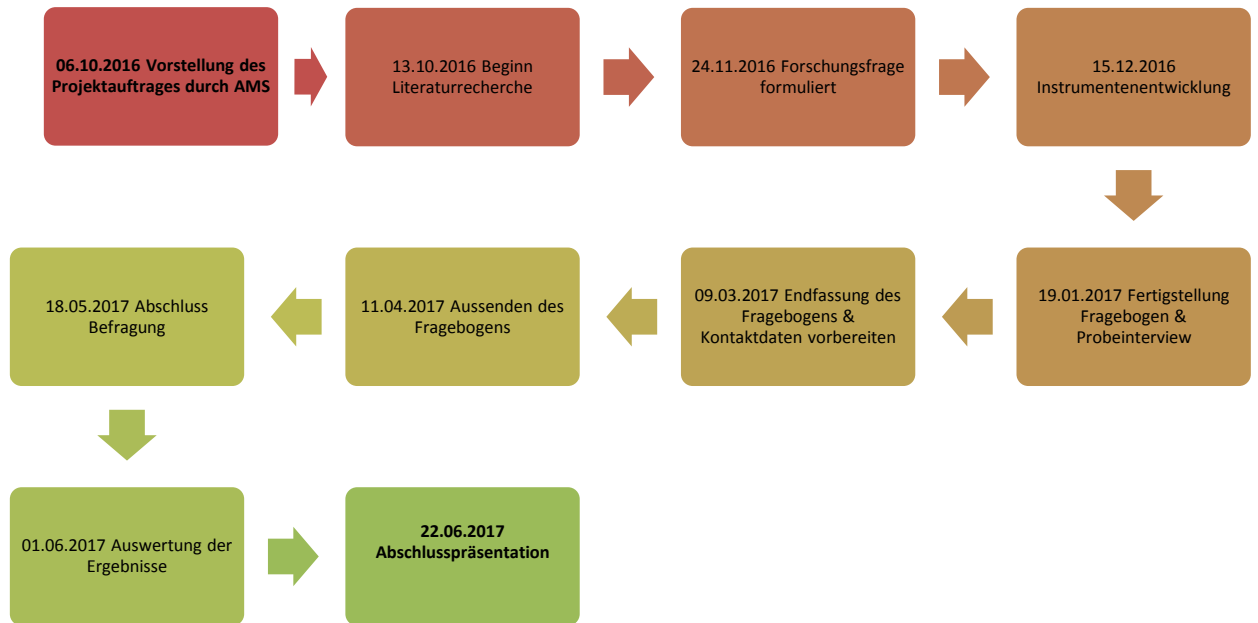 06.10.2016 Vorstellung des
Projektauftrages durch AMS
13.10.2016 Beginn
Literaturrecherche
24.11.2016 Forschungsfrage
formuliert
15.12.2016
Instrumentenentwicklung
19.01.2017 Fertigstellung
Fragebogen &
Probeinterview
09.03.2017 Endfassung des
Fragebogens &
Kontaktdaten vorbereiten
11.04.2017 Aussenden des
Fragebogens
18.05.2017 Abschluss
Befragung
01.06.2017 Auswertung der
Ergebnisse
22.06.2017
Abschlusspräsentation